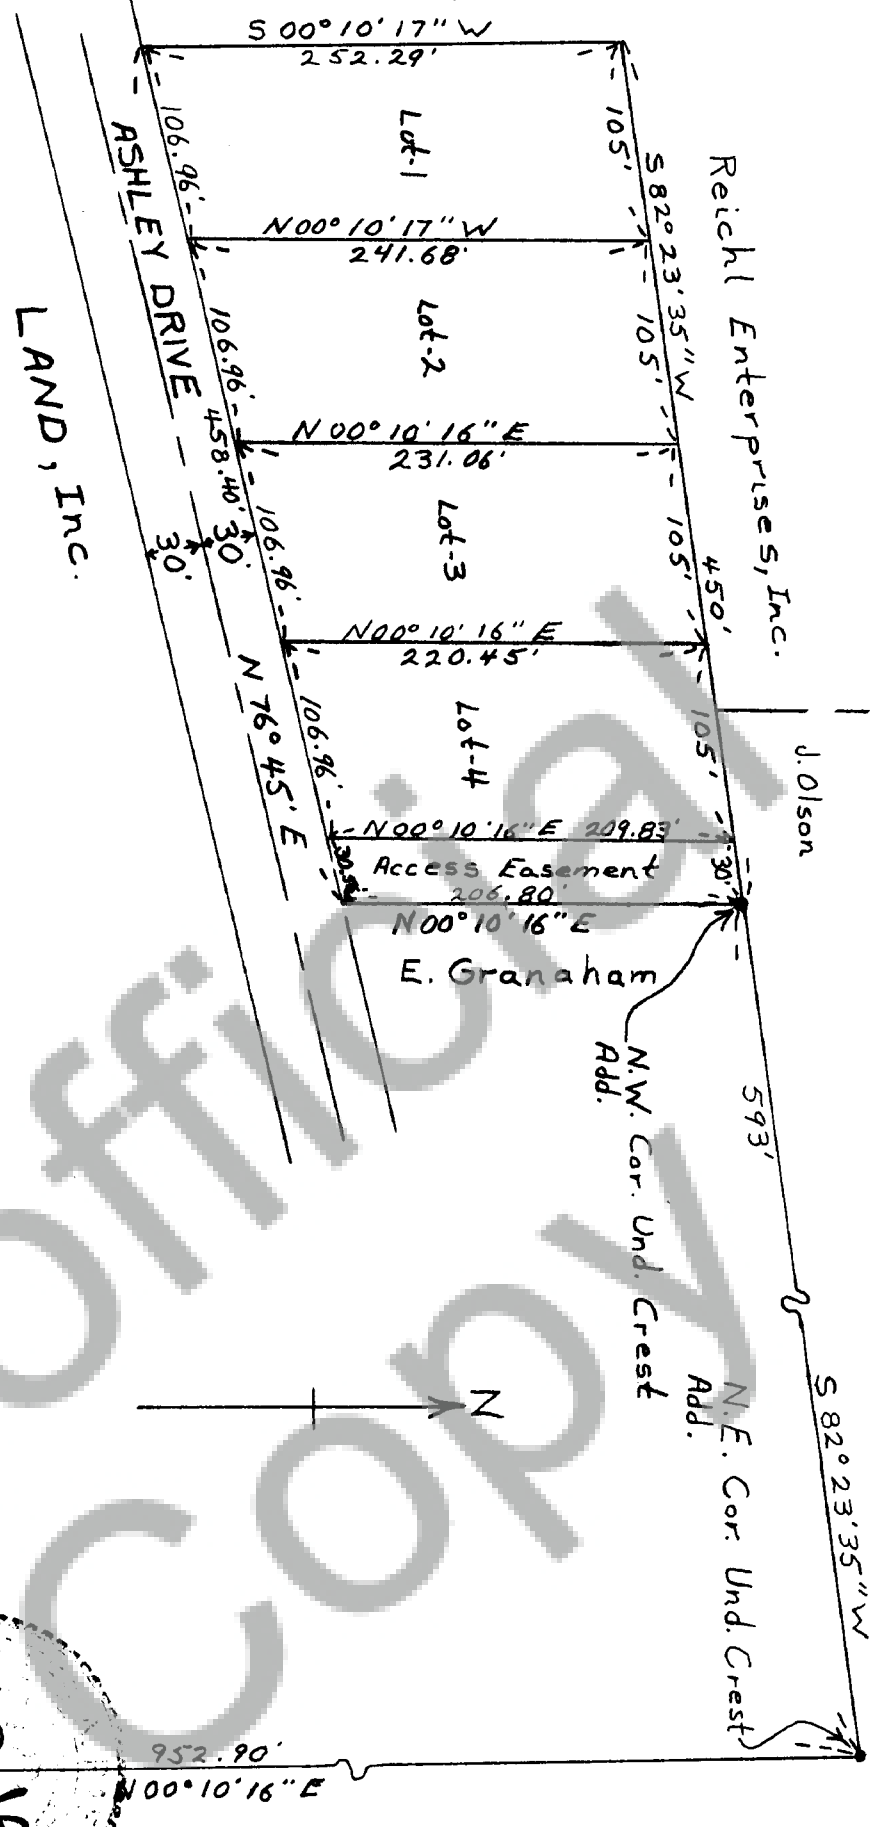 S 00° 10' 17" W
252.29'
Lot-1
105'
106.96'
S 82° 23' 35" W
Reichl Enterprises, Inc.
ASHLEY DRIVE
LAND, Inc.
N 00° 10' 17" W
241.68'
Lot-2
105'
106.96'
458.40'
N 00° 10' 16" E
231.06'
Lot-3
105'
106.96'
450'
30'
30'
N 00° 10' 16" E
220.45'
Lot-4
105'
106.96'
N 76° 45' E
J. Olson
N 00° 10' 16" E 209.83'
Access Easement
30'
206.80'
N 00° 10' 16" E
E. Granaham
N.W. Cor. Und. Crest
Add.
593'
N
N.E. Cor. Und. Crest
Add.
S 82° 23' 35" W
952.90'
N 00° 10' 16" E
Unofficial
Copy